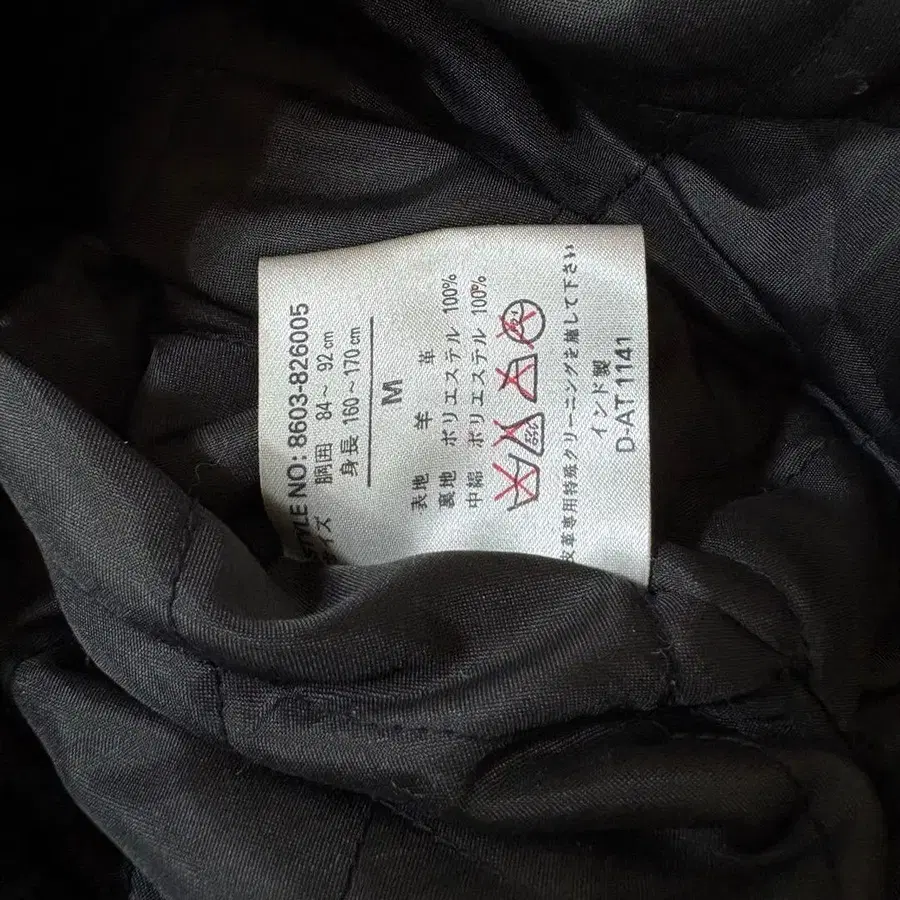 STYLE NO: 8603-826005
サイズ 胴囲 84～ 92cm
身長 160～170cm
M
表地 羊 革
裏地 ポリエステル 100%
中綿 ポリエステル 100%
皮革専用特殊クリーニングを施して下さい
インド製
D-AT1141